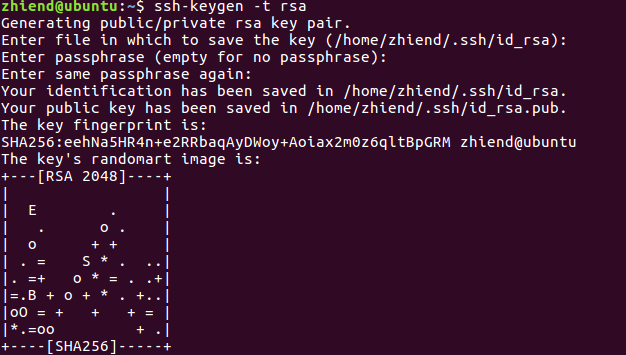 zhiend@ubuntu:~$ ssh-keygen -t rsa
Generating public/private rsa key pair.
Enter file in which to save the key (/home/zhiend/.ssh/id_rsa):
Enter passphrase (empty for no passphrase):
Enter same passphrase again:
Your identification has been saved in /home/zhiend/.ssh/id_rsa.
Your public key has been saved in /home/zhiend/.ssh/id_rsa.pub.
The key fingerprint is:
SHA256:eehNa5HR4n+e2RRbaqAyDWoy+Aoiax2m0z6qltBpGRM zhiend@ubuntu
The key's randomart image is:
+---[RSA 2048]----+
|                 |
|  E        .     |
|   .      o .    |
|  o      + +     |
| . =    S * .  ..|
|. =+   o * = . .+|
|=.B + o + * . +..|
|oO = +   +   + = |
|*.=oo         + .|
+----[SHA256]-----+